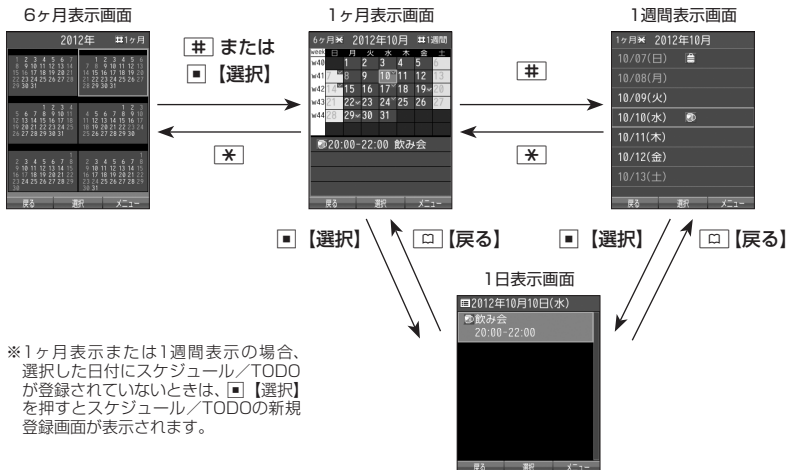 6ヶ月表示画面
2012年 #1ヶ月
戻る 選択 メニュー
# または
■【選択】
*
1ヶ月表示画面
6ヶ月* 2012年10月 #1週間
week 日 月 火 水 木 金 土
w40 1 2 3 4 5 6
w41 7 8 9 10 11 12 13
w42 14 15 16 17 18 19 20
w43 21 22 23 24 25 26 27
w44 28 29 30 31
20:00-22:00 飲み会
戻る 選択 メニュー
#
*
1週間表示画面
1ヶ月* 2012年10月
10/07(日)
10/08(月)
10/09(火)
10/10(水)
10/11(木)
10/12(金)
10/13(土)
戻る 選択 メニュー
■【選択】 【戻る】 ■【選択】 【戻る】
1日表示画面
2012年10月10日(水)
飲み会
20:00-22:00
戻る 選択 メニュー
※1ヶ月表示または1週間表示の場合、
選択した日付にスケジュール/TODO
が登録されていないときは、■【選択】
を押すとスケジュール/TODOの新規
登録画面が表示されます。